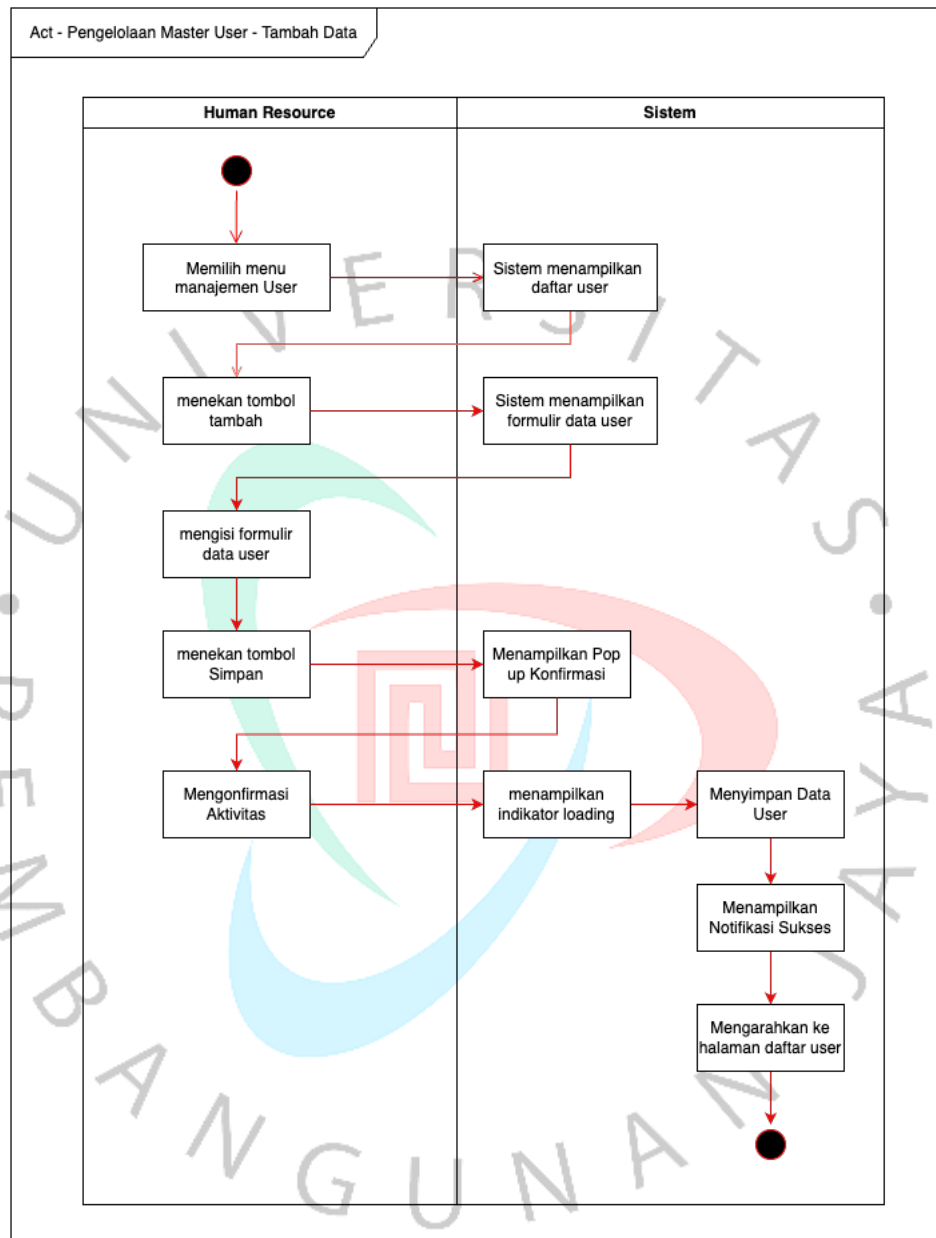 Act - Pengelolaan Master User - Tambah Data
Human Resource
Sistem
Memilih menu
manajemen User
Sistem menampilkan
daftar user
menekan tombol
tambah
Sistem menampilkan
formulir data user
mengisi formulir
data user
menekan tombol
Simpan
Menampilkan Pop
up Konfirmasi
Mengonfirmasi
Aktivitas
menampilkan
indikator loading
Menyimpan Data
User
Menampilkan
Notifikasi Sukses
Mengarahkan ke
halaman daftar user
UNIVERSITAS
PEMBANGUNAN JAYA